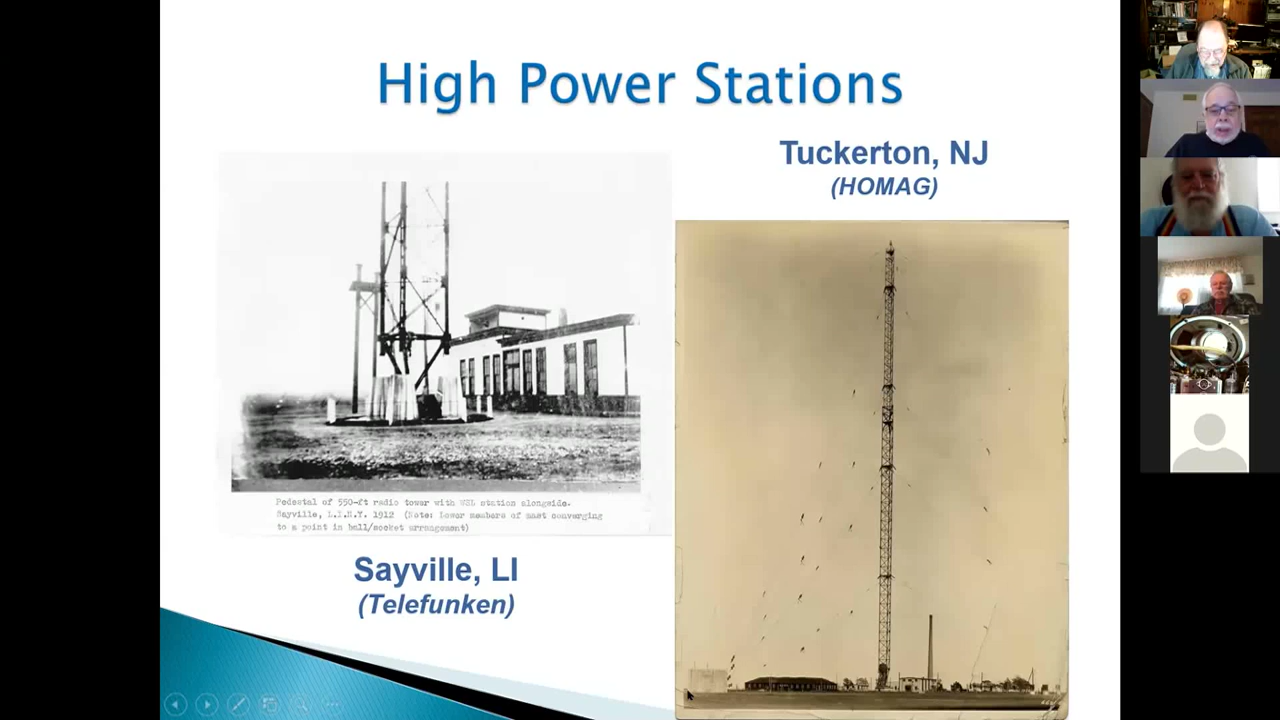 High Power Stations
Tuckerton, NJ
(HOMAG)
Pedestal of 550-ft radio tower with WSL station alongside-
Sayville, L.I.N.Y. 1912 (Note: Lower members of mast converging
to a point in ball/socket arrangement)
Sayville, LI
(Telefunken)